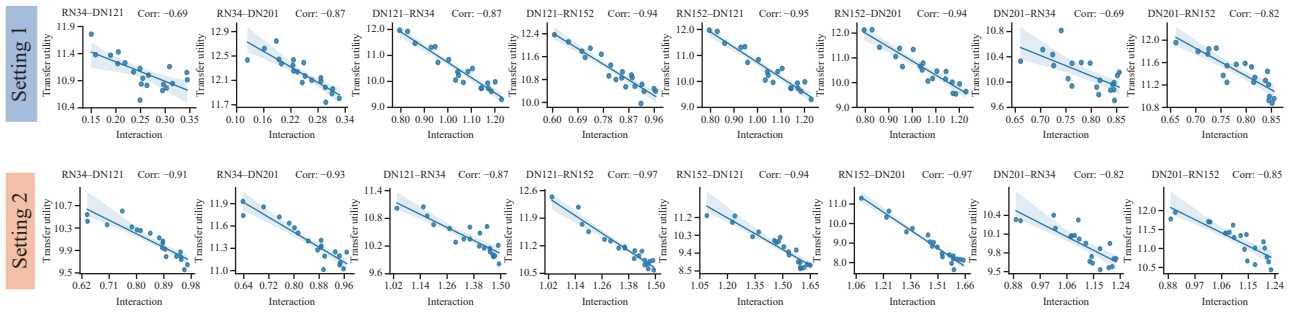 Setting 1
RN34–DN121 Corr: −0.69
Transfer utility
11.9
11.4
10.9
10.4
0.15 0.20 0.25 0.30 0.35
Interaction
RN34–DN201 Corr: −0.87
Transfer utility
12.9
12.5
12.1
11.7
0.10 0.16 0.22 0.28 0.34
Interaction
DN121–RN34 Corr: −0.87
Transfer utility
12.0
11.0
10.0
9.0
0.80 0.90 1.00 1.10 1.20
Interaction
DN121–RN152 Corr: −0.94
Transfer utility
12.4
11.6
10.8
10.0
0.60 0.69 0.78 0.87 0.96
Interaction
RN152–DN121 Corr: −0.95
Transfer utility
12.0
11.0
10.0
9.0
0.80 0.90 1.00 1.10 1.20
Interaction
RN152–DN201 Corr: −0.94
Transfer utility
12.0
11.0
10.0
9.0
0.80 0.90 1.00 1.10 1.20
Interaction
DN201–RN34 Corr: −0.69
Transfer utility
10.8
10.4
10.0
9.6
0.65 0.70 0.75 0.80 0.85
Interaction
DN201–RN152 Corr: −0.82
Transfer utility
12.0
11.6
11.2
10.8
0.65 0.70 0.75 0.80 0.85
Interaction
Setting 2
RN34–DN121 Corr: −0.91
Transfer utility
10.7
10.3
9.9
9.5
0.62 0.71 0.80 0.89 0.98
Interaction
RN34–DN201 Corr: −0.93
Transfer utility
11.9
11.6
11.3
11.0
0.64 0.72 0.80 0.88 0.96
Interaction
DN121–RN34 Corr: −0.87
Transfer utility
11.4
10.8
10.2
9.6
1.02 1.14 1.26 1.38 1.50
Interaction
DN121–RN152 Corr: −0.97
Transfer utility
12.6
11.9
11.2
10.5
1.02 1.14 1.26 1.38 1.50
Interaction
RN152–DN121 Corr: −0.94
Transfer utility
11.2
10.3
9.4
8.5
1.05 1.20 1.35 1.50 1.65
Interaction
RN152–DN201 Corr: −0.97
Transfer utility
11.0
10.0
9.0
8.0
1.06 1.21 1.36 1.51 1.66
Interaction
DN201–RN34 Corr: −0.82
Transfer utility
10.4
10.1
9.8
9.5
0.88 0.97 1.06 1.15 1.24
Interaction
DN201–RN152 Corr: −0.85
Transfer utility
12.0
11.5
11.0
10.5
0.88 0.97 1.06 1.15 1.24
Interaction